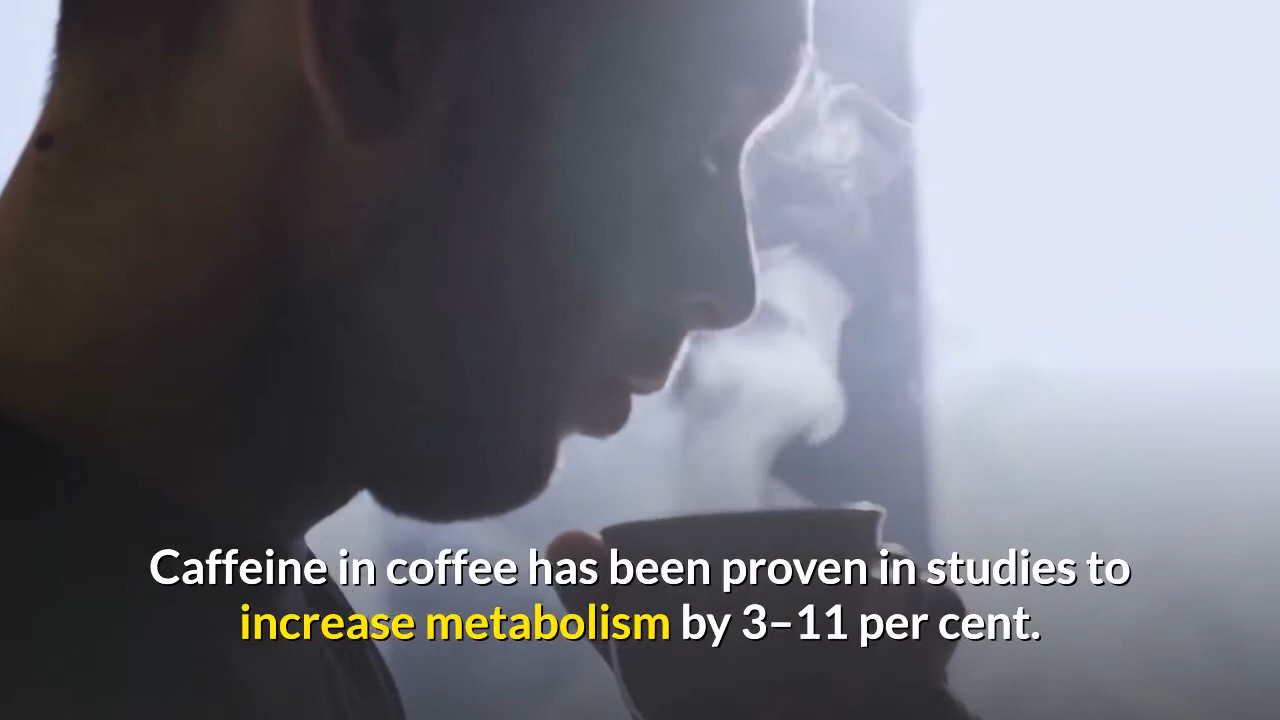 Caffeine in coffee has been proven in studies to
increase metabolism by 3–11 per cent.